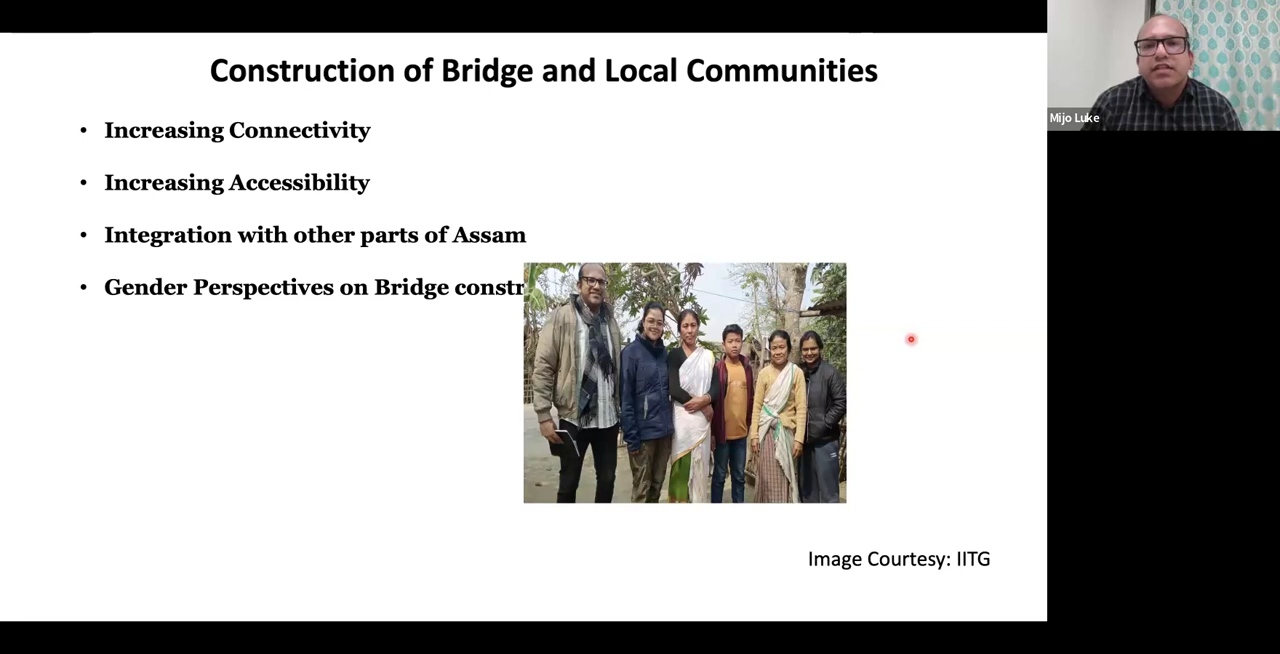 Construction of Bridge and Local Communities
• Increasing Connectivity
• Increasing Accessibility
• Integration with other parts of Assam
• Gender Perspectives on Bridge constr
Image Courtesy: IITG
Mijo Luke